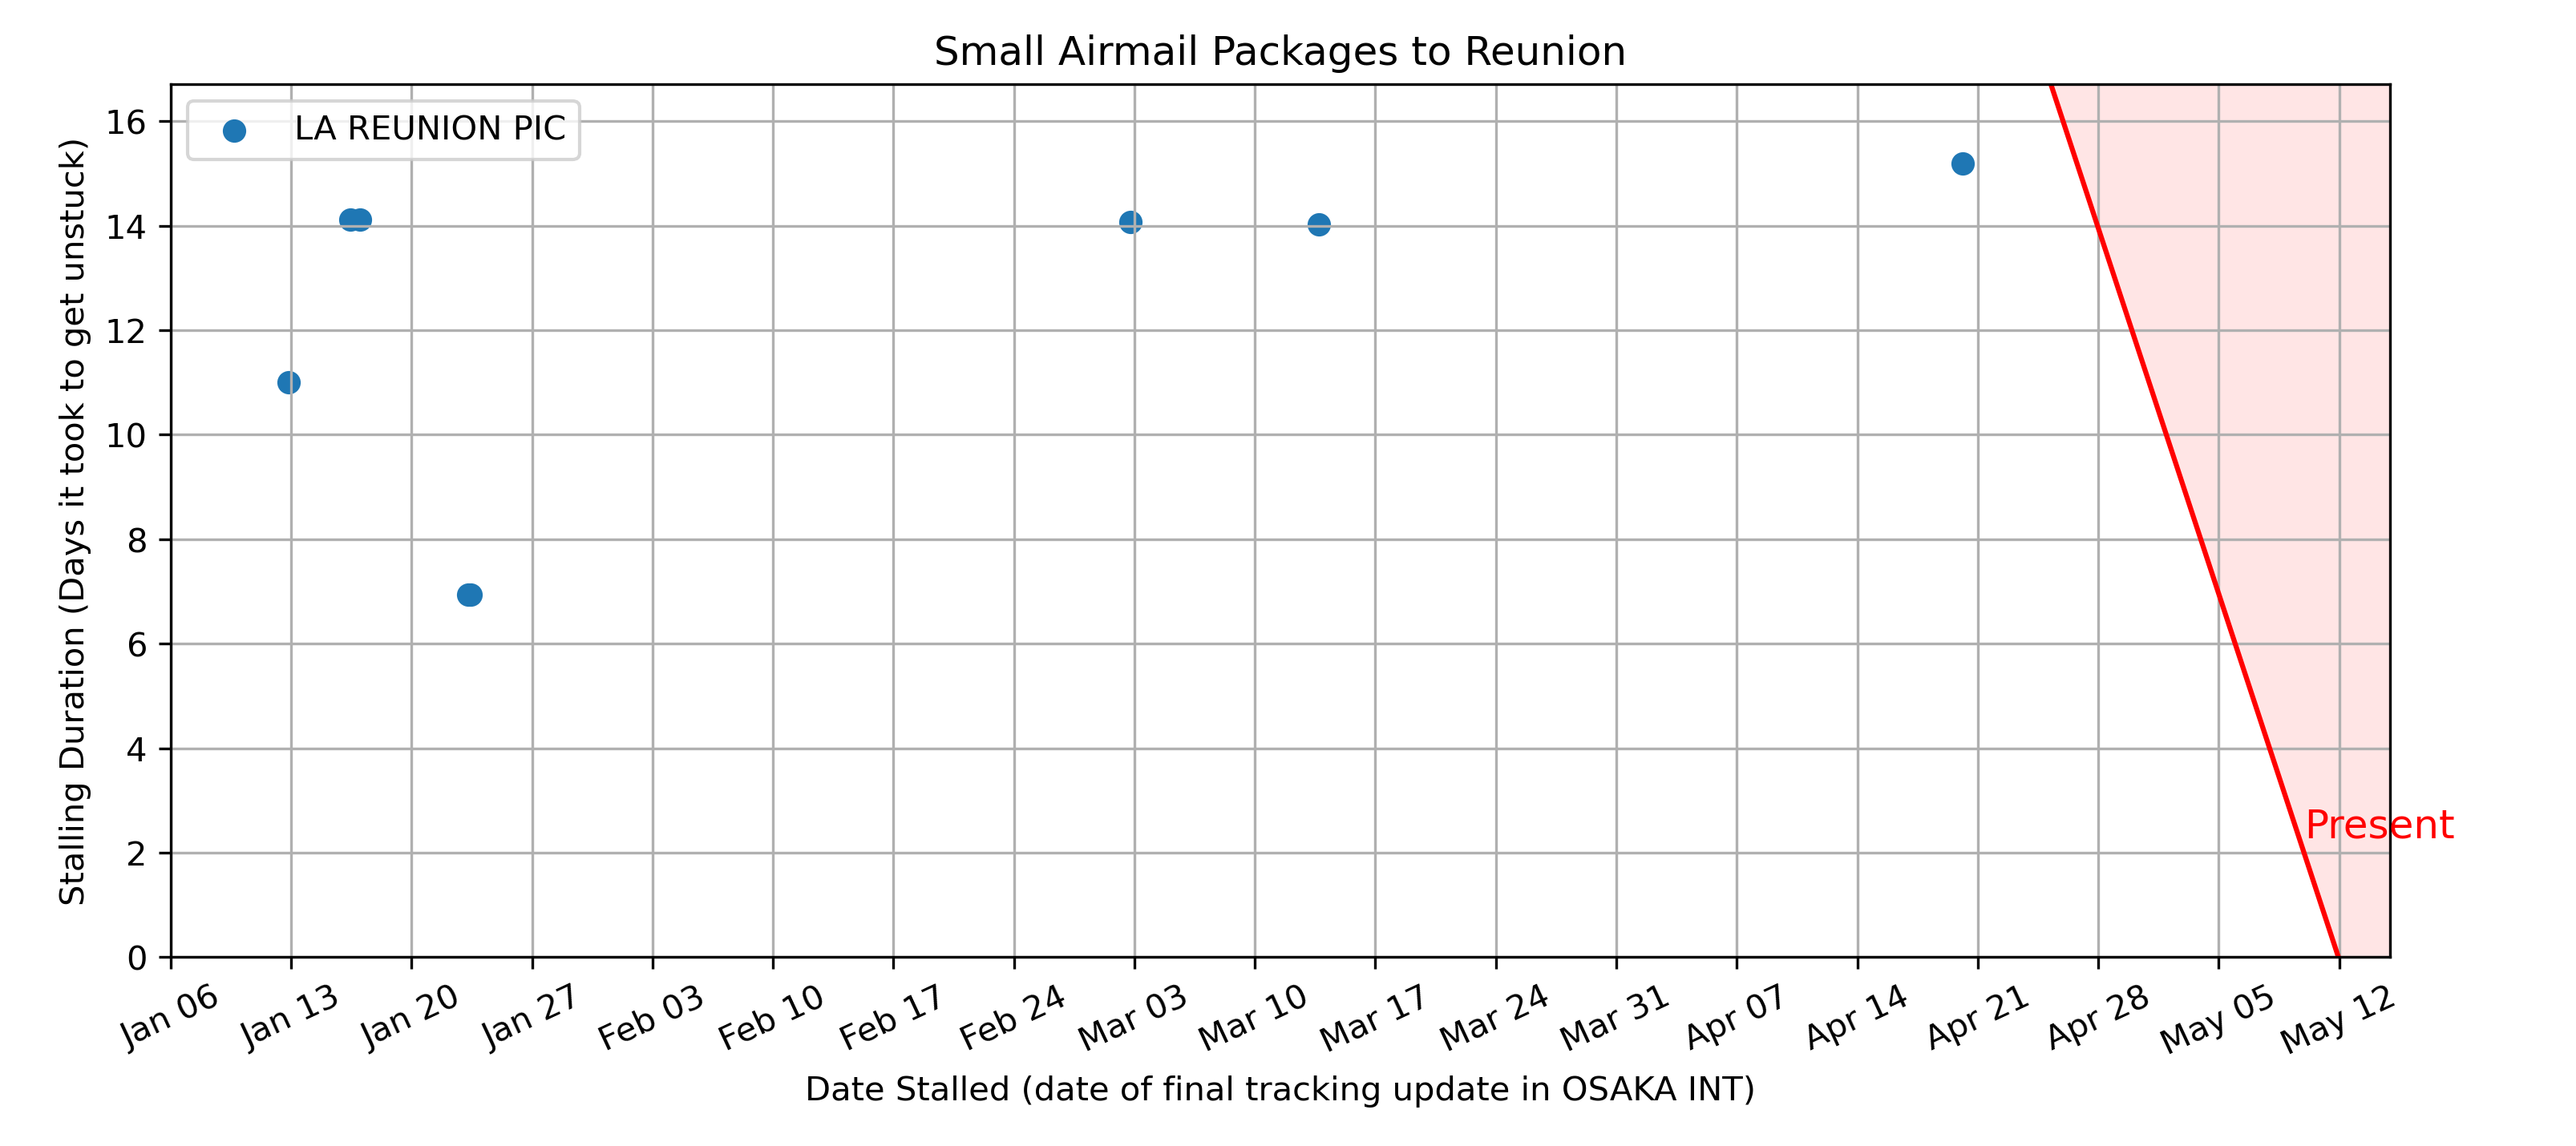 Small Airmail Packages to Reunion
LA REUNION PIC
Stalling Duration (Days it took to get unstuck)
16
14
12
10
8
6
4
2
0
Present
Jan 06
Jan 13
Jan 20
Jan 27
Feb 03
Feb 10
Feb 17
Feb 24
Mar 03
Mar 10
Mar 17
Mar 24
Mar 31
Apr 07
Apr 14
Apr 21
Apr 28
May 05
May 12
Date Stalled (date of final tracking update in OSAKA INT)